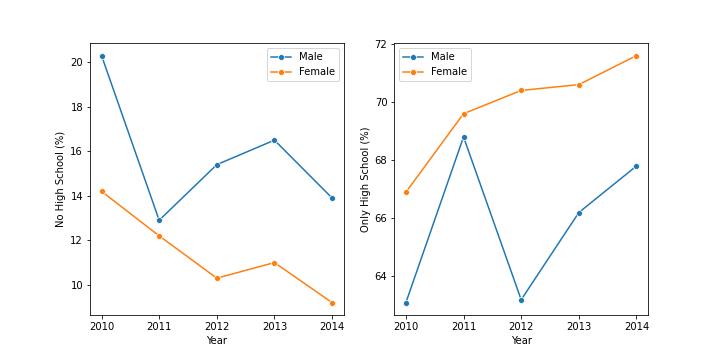 No High School (%)
20
18
16
14
12
10
2010 2011 2012 2013 2014
Year
Male
Female
Only High School (%)
72
70
68
66
64
2010 2011 2012 2013 2014
Year
Male
Female